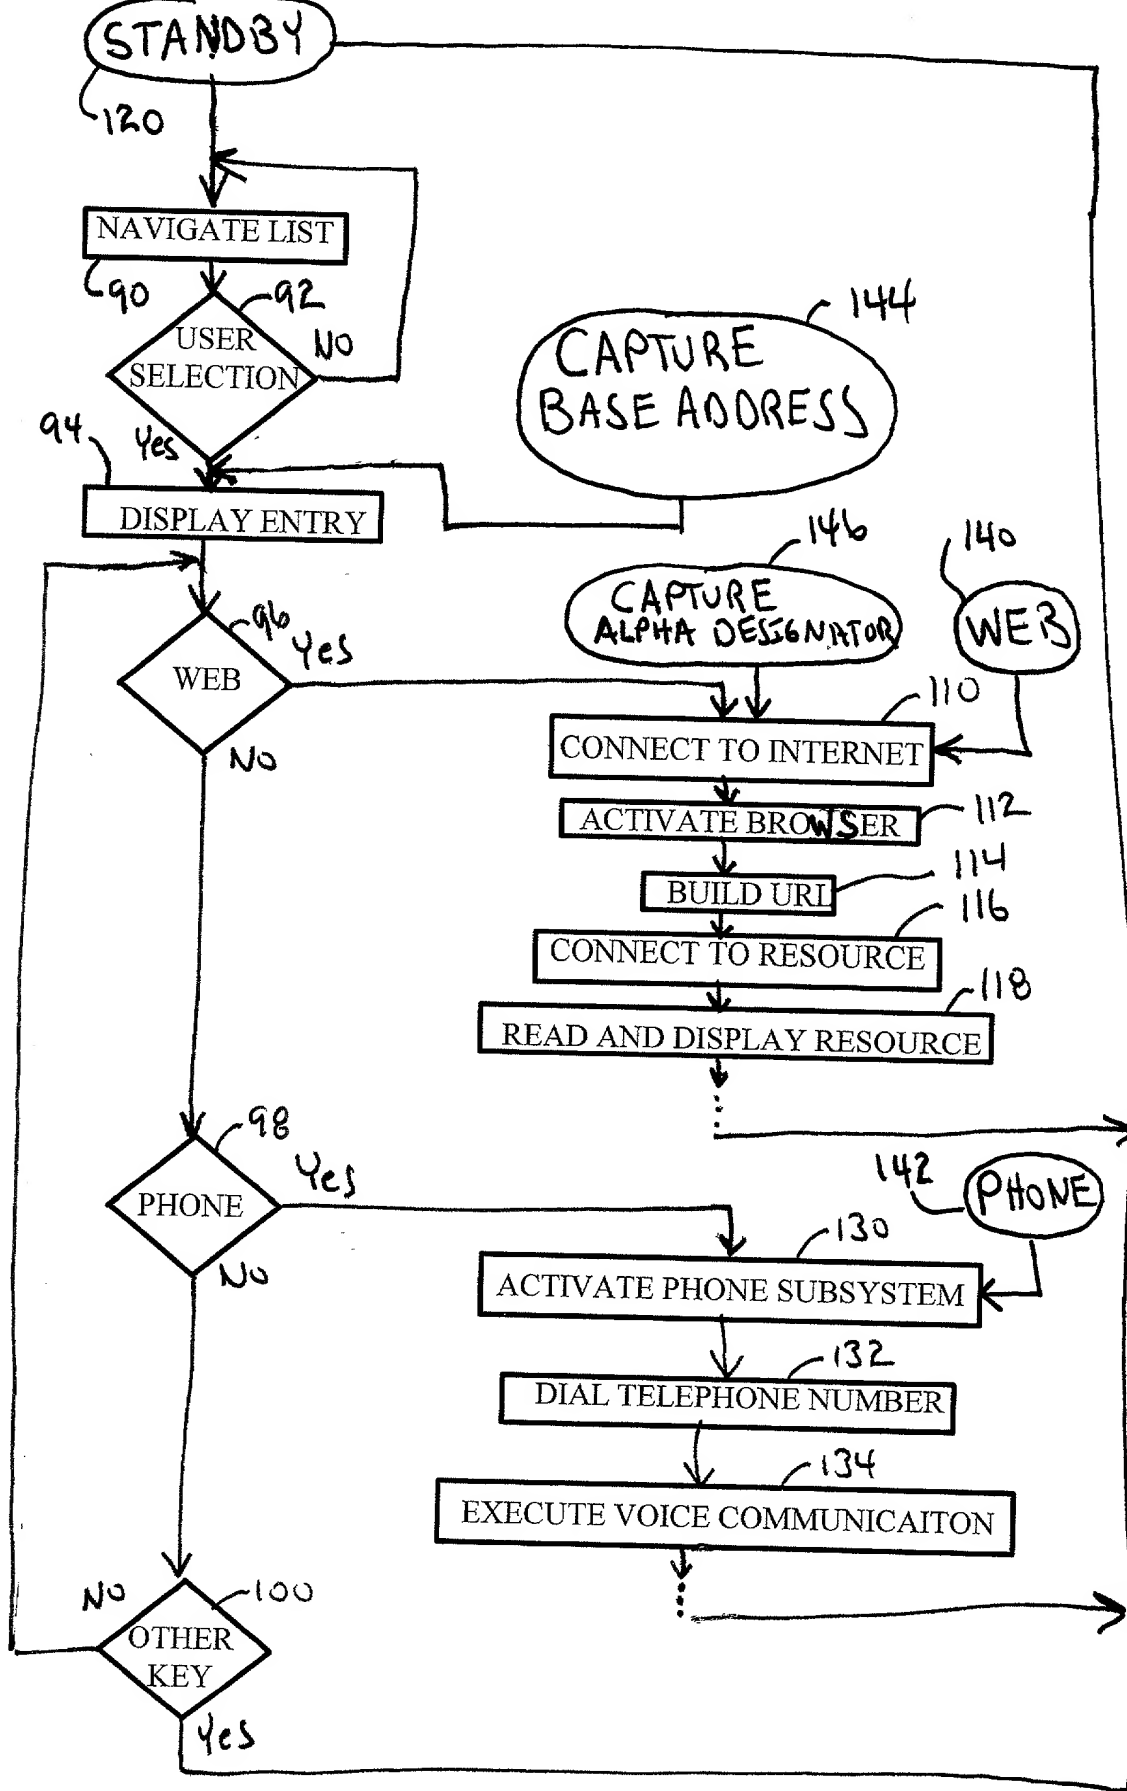 STANDBY
120
NAVIGATE LIST
90
92
USER
SELECTION
NO
Yes
94
DISPLAY ENTRY
144
CAPTURE
BASE ADDRESS
146
CAPTURE
ALPHA DESIGNATOR
140
WEB
96
WEB
Yes
NO
110
CONNECT TO INTERNET
112
ACTIVATE BROWSER
114
BUILD URL
116
CONNECT TO RESOURCE
118
READ AND DISPLAY RESOURCE
98
PHONE
Yes
NO
142
PHONE
130
ACTIVATE PHONE SUBSYSTEM
132
DIAL TELEPHONE NUMBER
134
EXECUTE VOICE COMMUNICAITON
NO
100
OTHER
KEY
Yes